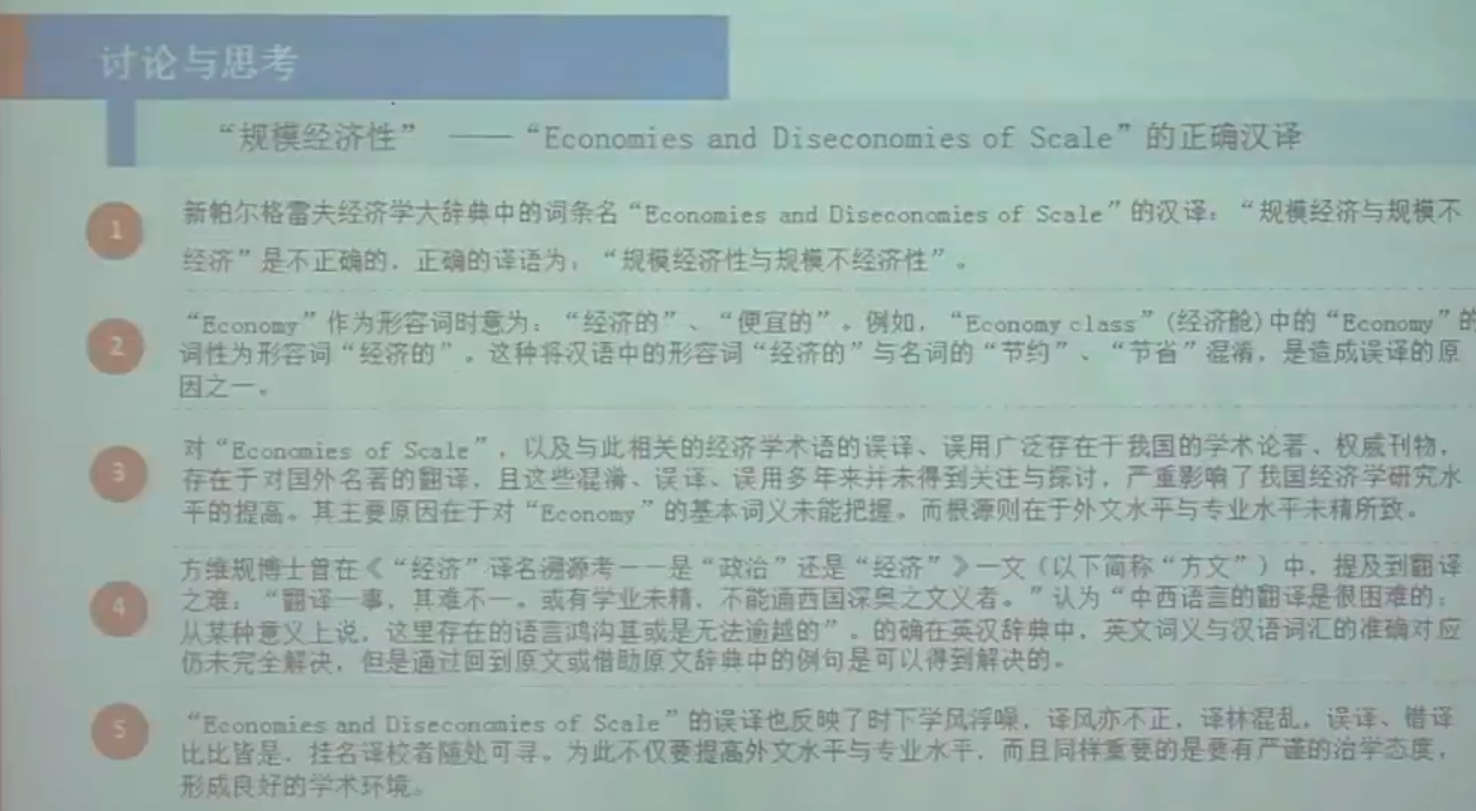 讨论与思考
“规模经济性” ——“Economies and Diseconomies of Scale”的正确汉译
1
新帕尔格雷夫经济学大辞典中的词条名“Economies and Diseconomies of Scale”的汉译：“规模经济与规模不
经济”是不正确的．正确的译语为：“规模经济性与规模不经济性”。
2
“Economy”作为形容词时意为：“经济的”、“便宜的”。例如，“Economy class”(经济舱)中的“Economy”的
词性为形容词“经济的”。这种将汉语中的形容词“经济的”与名词的“节约”、“节省”混淆，是造成误译的原
因之一。
3
对“Economies of Scale”，以及与此相关的经济学术语的误译、误用广泛存在于我国的学术论著、权威刊物，
存在于对国外名著的翻译，且这些混淆、误译、误用多年来并未得到关注与探讨，严重影响了我国经济学研究水
平的提高。其主要原因在于对“Economy”的基本词义未能把握。而根源则在于外文水平与专业水平未精所致。
4
方维规博士曾在《“经济”译名溯源考——是“政治”还是“经济”》一文（以下简称“方文”）中，提及到翻译
之难：“翻译一事，其难不一。或有学业未精，不能通西国深奥之文义者。”认为“中西语言的翻译是很困难的；
从某种意义上说，这里存在的语言鸿沟甚或是无法逾越的”。的确在英汉辞典中，英文词义与汉语词汇的准确对应
仍未完全解决，但是通过回到原文或借助原文辞典中的例句是可以得到解决的。
5
“Economies and Diseconomies of Scale”的误译也反映了时下学风浮噪，译风亦不正，译林混乱，误译、错译
比比皆是，挂名译校者随处可寻。为此不仅要提高外文水平与专业水平，而且同样重要的是要有严谨的治学态度，
形成良好的学术环境。